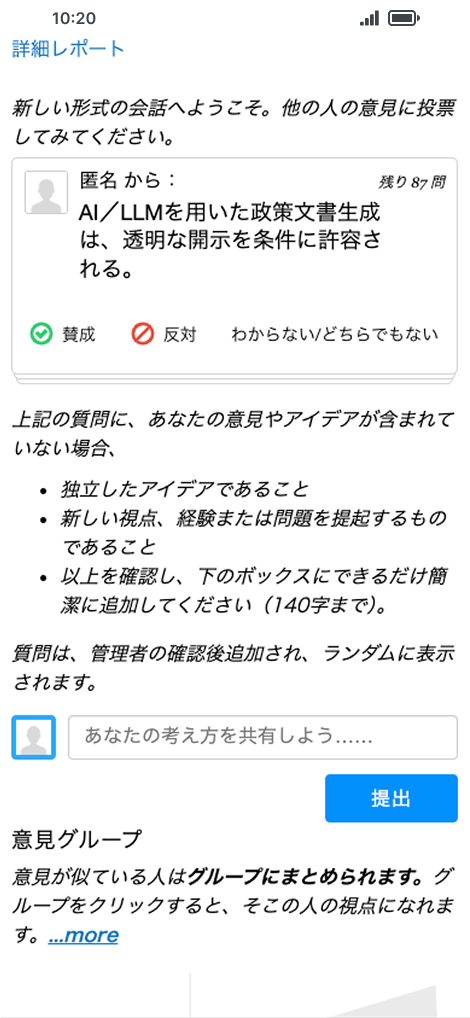 10:20
詳細レポート
新しい形式の会話へようこそ。他の人の意見に投票
してみてください。
匿名 から：
残り 87 問
AI／LLMを用いた政策文書生成
は、透明な開示を条件に許容さ
れる。
賛成 反対 わからない/どちらでもない
上記の質問に、あなたの意見やアイデアが含まれて
いない場合、
• 独立したアイデアであること
• 新しい視点、経験または問題を提起するもの
であること
• 以上を確認し、下のボックスにできるだけ簡
潔に追加してください（140字まで）。
質問は、管理者の確認後追加され、ランダムに表示
されます。
あなたの考え方を共有しよう……
提出
意見グループ
意見が似ている人はグループにまとめられます。グ
ループをクリックすると、そこの人の視点になれま
す。...more